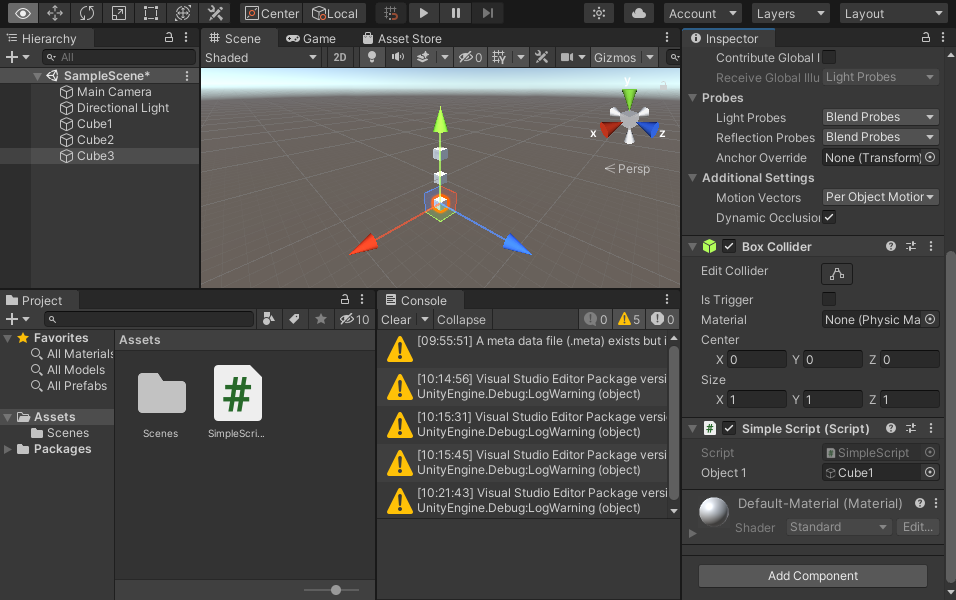 Center
Local
Account
Layers
Layout
Hierarchy
All
SampleScene*
Main Camera
Directional Light
Cube1
Cube2
Cube3
Scene
Game
Asset Store
Shaded
2D
0
Gizmos
y
x
z
Persp
Project
10
Favorites
All Materials
All Models
All Prefabs
Assets
Scenes
Packages
Assets
Scenes
#
SimpleScri...
Console
Clear
Collapse
0
5
0
[09:55:51] A meta data file (.meta) exists but i
[10:14:56] Visual Studio Editor Package versi
UnityEngine.Debug:LogWarning (object)
[10:15:31] Visual Studio Editor Package versi
UnityEngine.Debug:LogWarning (object)
[10:15:45] Visual Studio Editor Package versi
UnityEngine.Debug:LogWarning (object)
[10:21:43] Visual Studio Editor Package versi
UnityEngine.Debug:LogWarning (object)
Inspector
Contribute Global I
Receive Global Illu Light Probes
Probes
Light Probes Blend Probes
Reflection Probes Blend Probes
Anchor Override None (Transform)
Additional Settings
Motion Vectors Per Object Motion
Dynamic Occlusion
Box Collider
Edit Collider
Is Trigger
Material None (Physic Ma
Center
X 0 Y 0 Z 0
Size
X 1 Y 1 Z 1
# Simple Script (Script)
Script # SimpleScript
Object 1 Cube1
Default-Material (Material)
Shader Standard Edit...
Add Component